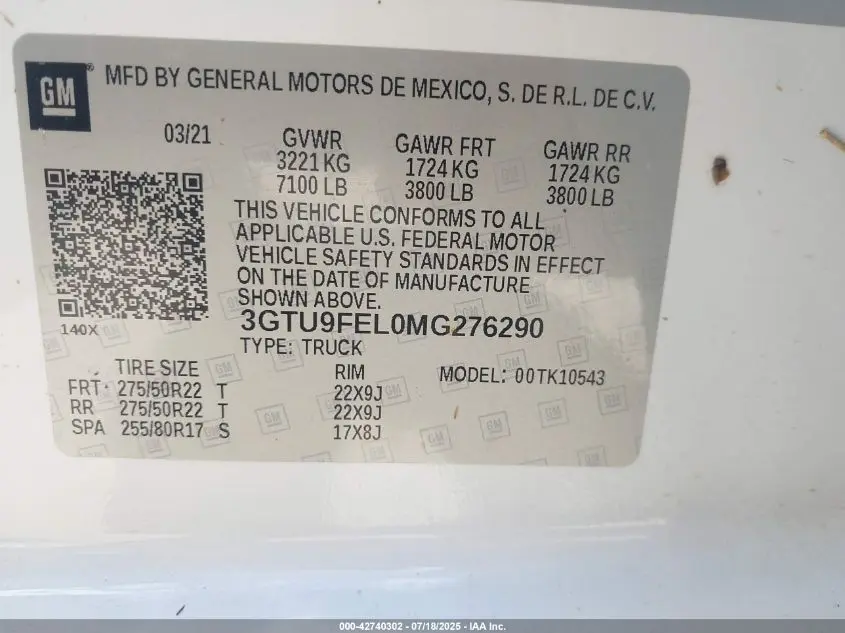 GM
MFD BY GENERAL MOTORS DE MEXICO, S. DE R.L. DE C.V.
03/21 GVWR GAWR FRT GAWR RR
3221 KG 1724 KG 1724 KG
7100 LB 3800 LB 3800 LB
THIS VEHICLE CONFORMS TO ALL
APPLICABLE U.S. FEDERAL MOTOR
VEHICLE SAFETY STANDARDS IN EFFECT
ON THE DATE OF MANUFACTURE
SHOWN ABOVE.
140X
3GTU9FEL0MG276290
TYPE: TRUCK
TIRE SIZE RIM MODEL: 00TK10543
FRT 275/50R22 T 22X9J
RR 275/50R22 T 22X9J
SPA 255/80R17 S 17X8J
000-42740302 - 07/18/2025 - IAA Inc.